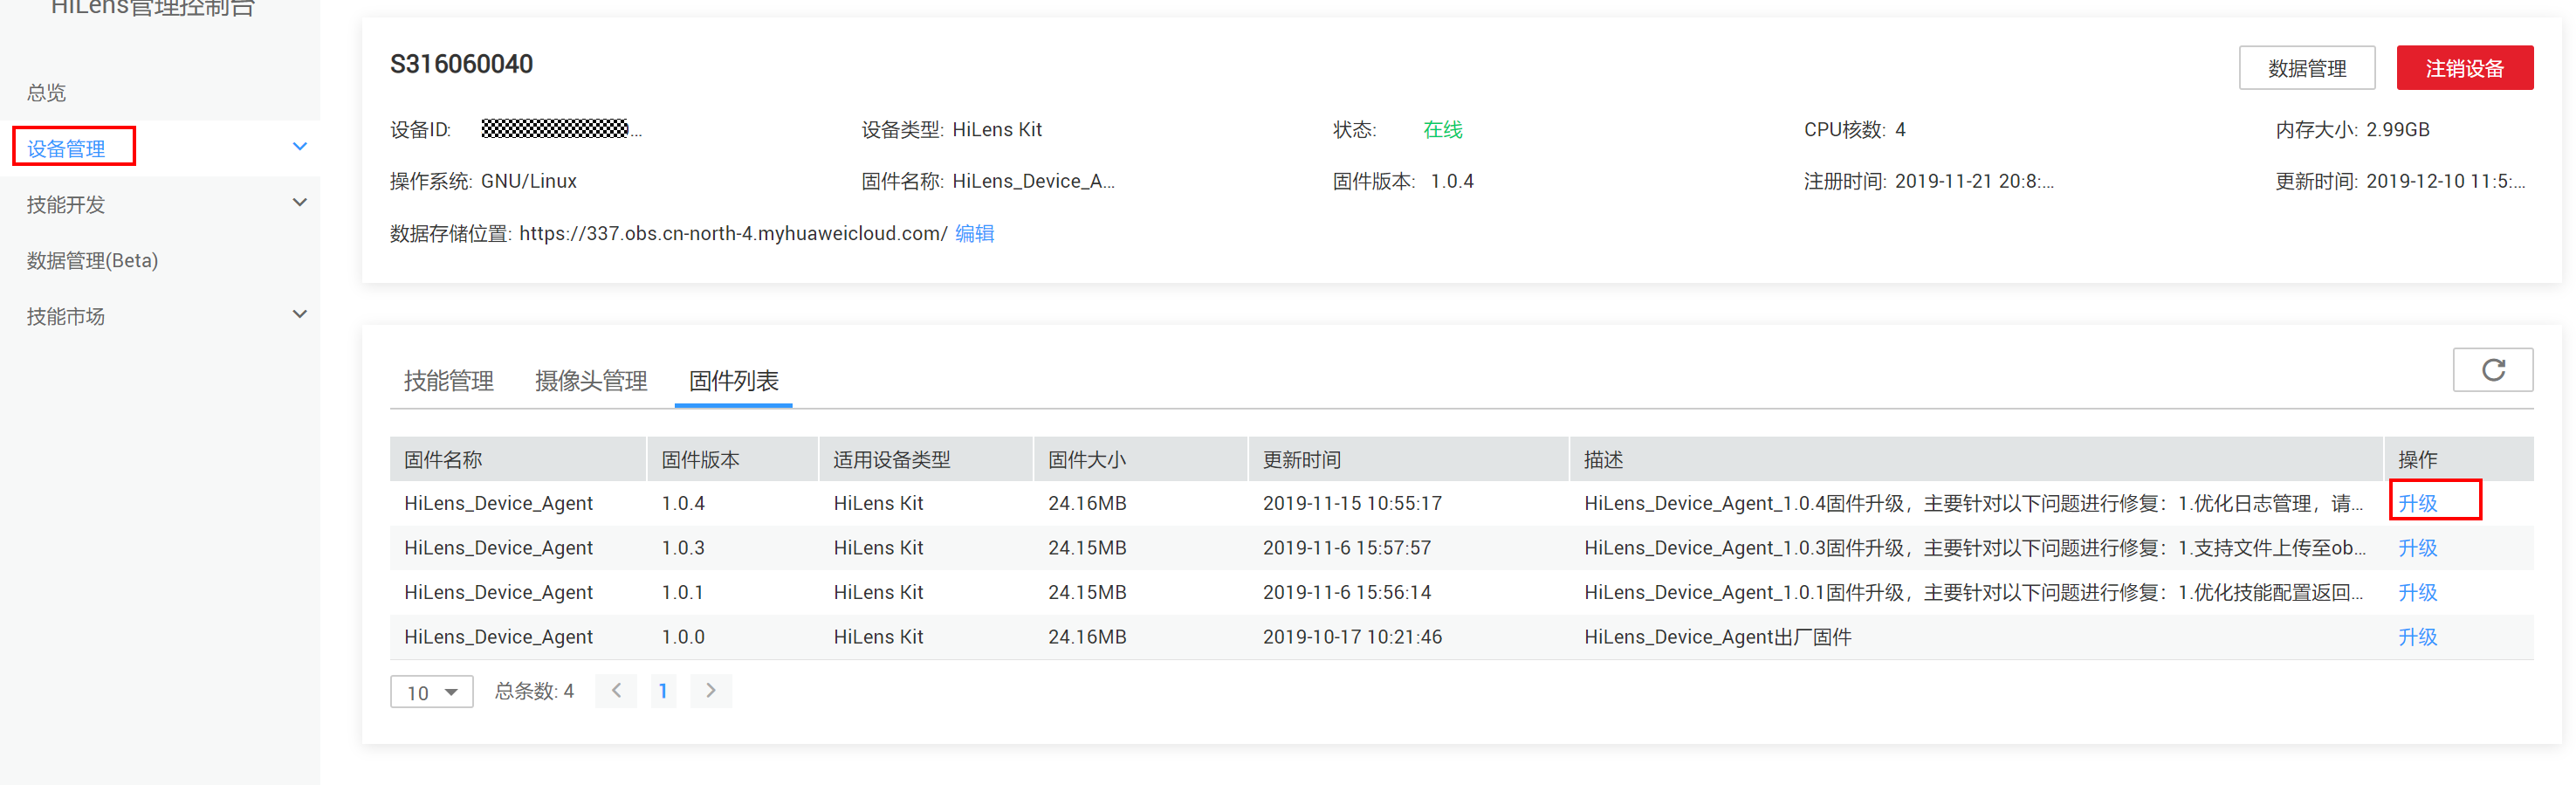 HiLens管理控制台
总览
设备管理
技能开发
数据管理(Beta)
技能市场
S316060040
数据管理 注销设备
设备ID: ... 设备类型: HiLens Kit 状态: 在线 CPU核数: 4 内存大小: 2.99GB
操作系统: GNU/Linux 固件名称: HiLens_Device_A... 固件版本: 1.0.4 注册时间: 2019-11-21 20:8:... 更新时间: 2019-12-10 11:5:...
数据存储位置: https://337.obs.cn-north-4.myhuaweicloud.com/ 编辑
技能管理 摄像头管理 固件列表
固件名称 固件版本 适用设备类型 固件大小 更新时间 描述 操作
HiLens_Device_Agent 1.0.4 HiLens Kit 24.16MB 2019-11-15 10:55:17 HiLens_Device_Agent_1.0.4固件升级，主要针对以下问题进行修复：1.优化日志管理，请... 升级
HiLens_Device_Agent 1.0.3 HiLens Kit 24.15MB 2019-11-6 15:57:57 HiLens_Device_Agent_1.0.3固件升级，主要针对以下问题进行修复：1.支持文件上传至ob... 升级
HiLens_Device_Agent 1.0.1 HiLens Kit 24.15MB 2019-11-6 15:56:14 HiLens_Device_Agent_1.0.1固件升级，主要针对以下问题进行修复：1.优化技能配置返回... 升级
HiLens_Device_Agent 1.0.0 HiLens Kit 24.16MB 2019-10-17 10:21:46 HiLens_Device_Agent出厂固件 升级
10 总条数: 4 < 1 >